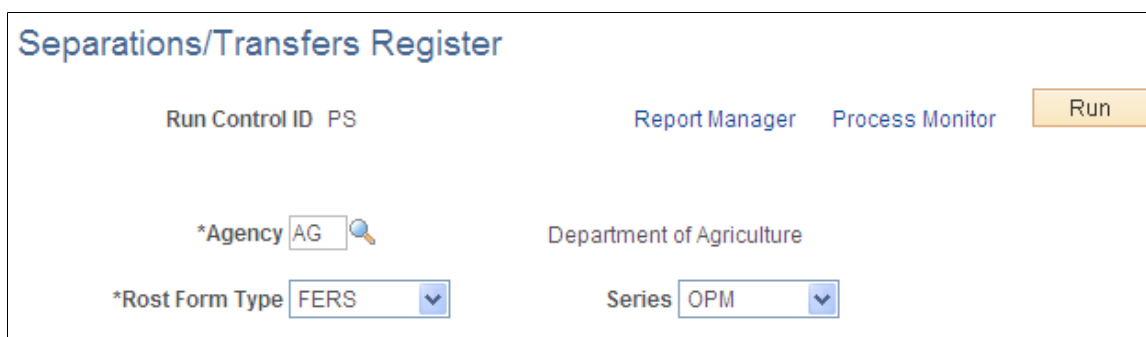 Separations/Transfers Register
Run Control ID PS Report Manager Process Monitor Run
*Agency AG Department of Agriculture
*Rost Form Type FERS Series OPM